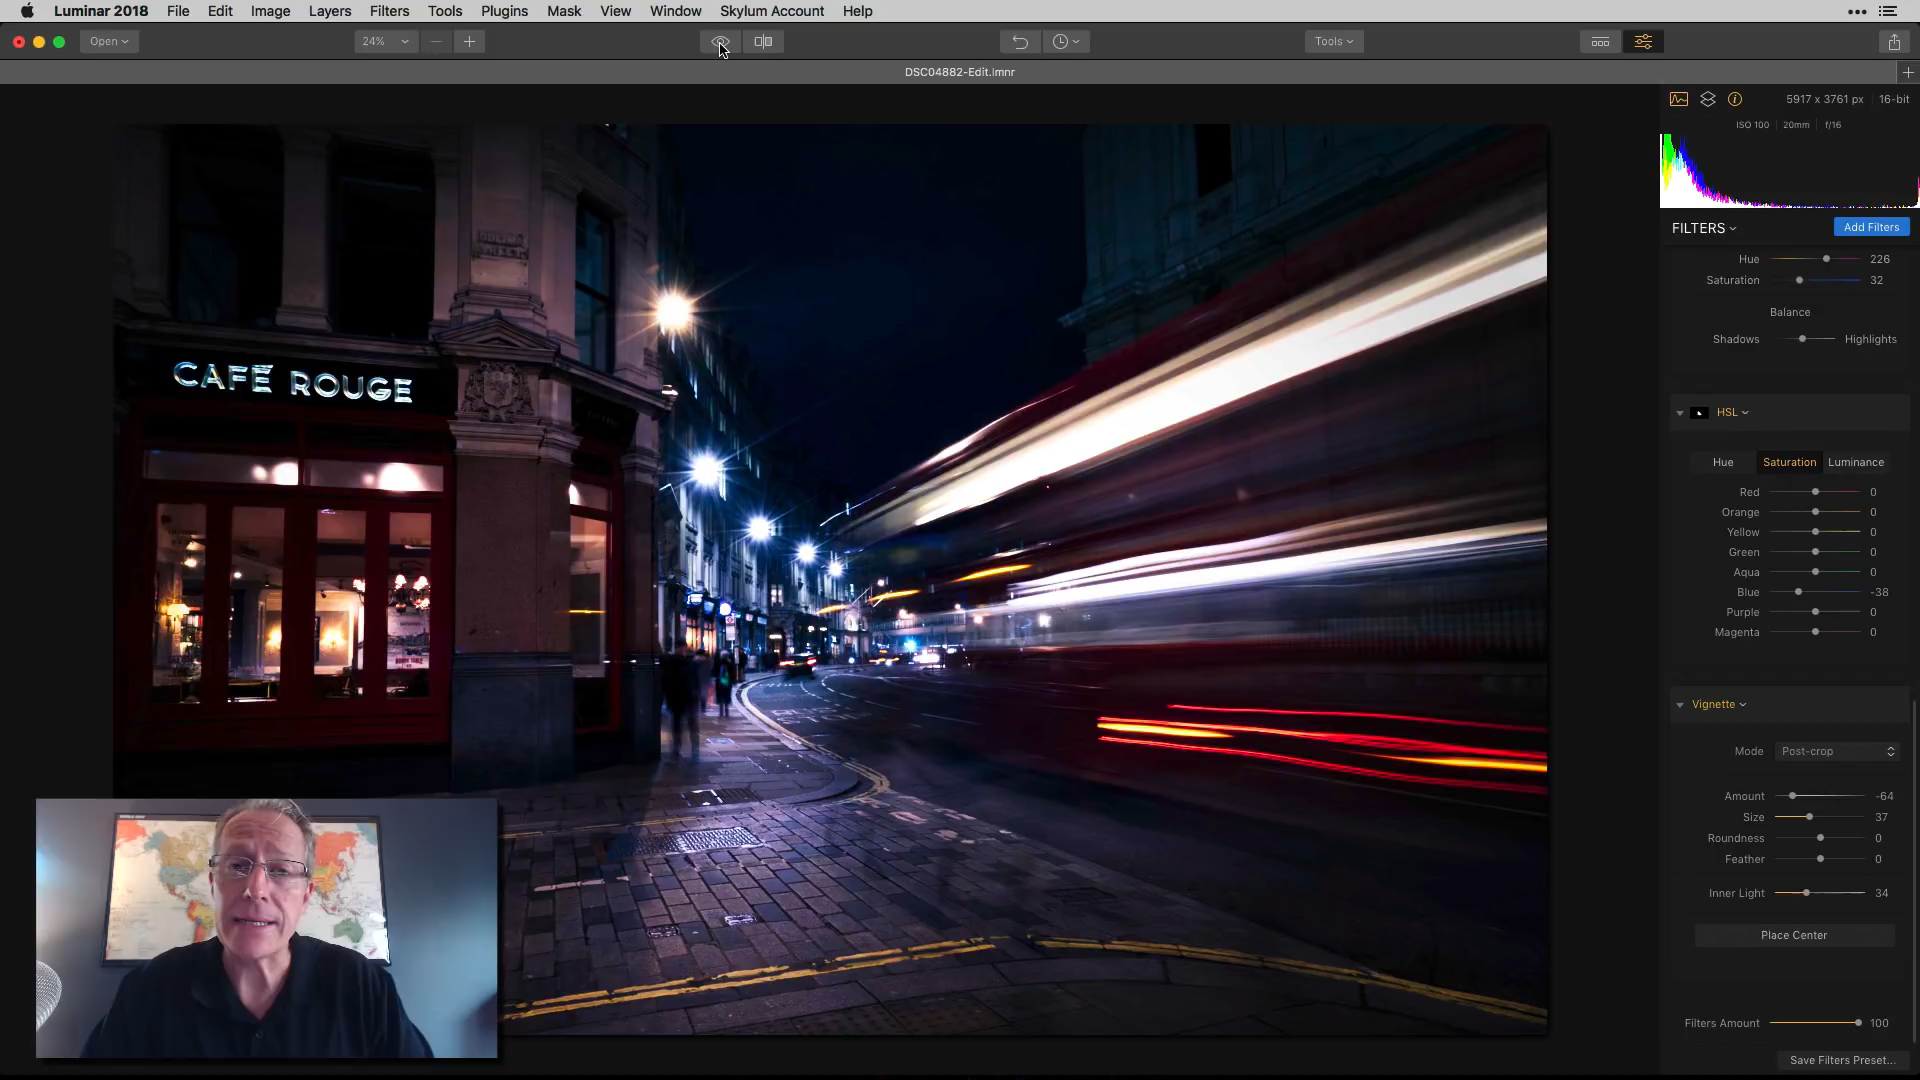 Luminar 2018 File Edit Image Layers Filters Tools Plugins Mask View Window Skylum Account Help
Open 24% Tools
DSC04882-Edit.lmnr
5917 x 3761 px 16-bit
ISO 100 20mm f/16
FILTERS Add Filters
Hue 226
Saturation 32
Balance
Shadows Highlights
HSL
Hue Saturation Luminance
Red 0
Orange 0
Yellow 0
Green 0
Aqua 0
Blue -38
Purple 0
Magenta 0
Vignette
Mode Post-crop
Amount -64
Size 37
Roundness 0
Feather 0
Inner Light 34
Place Center
Filters Amount 100
Save Filters Preset...
CAFÉ ROUGE